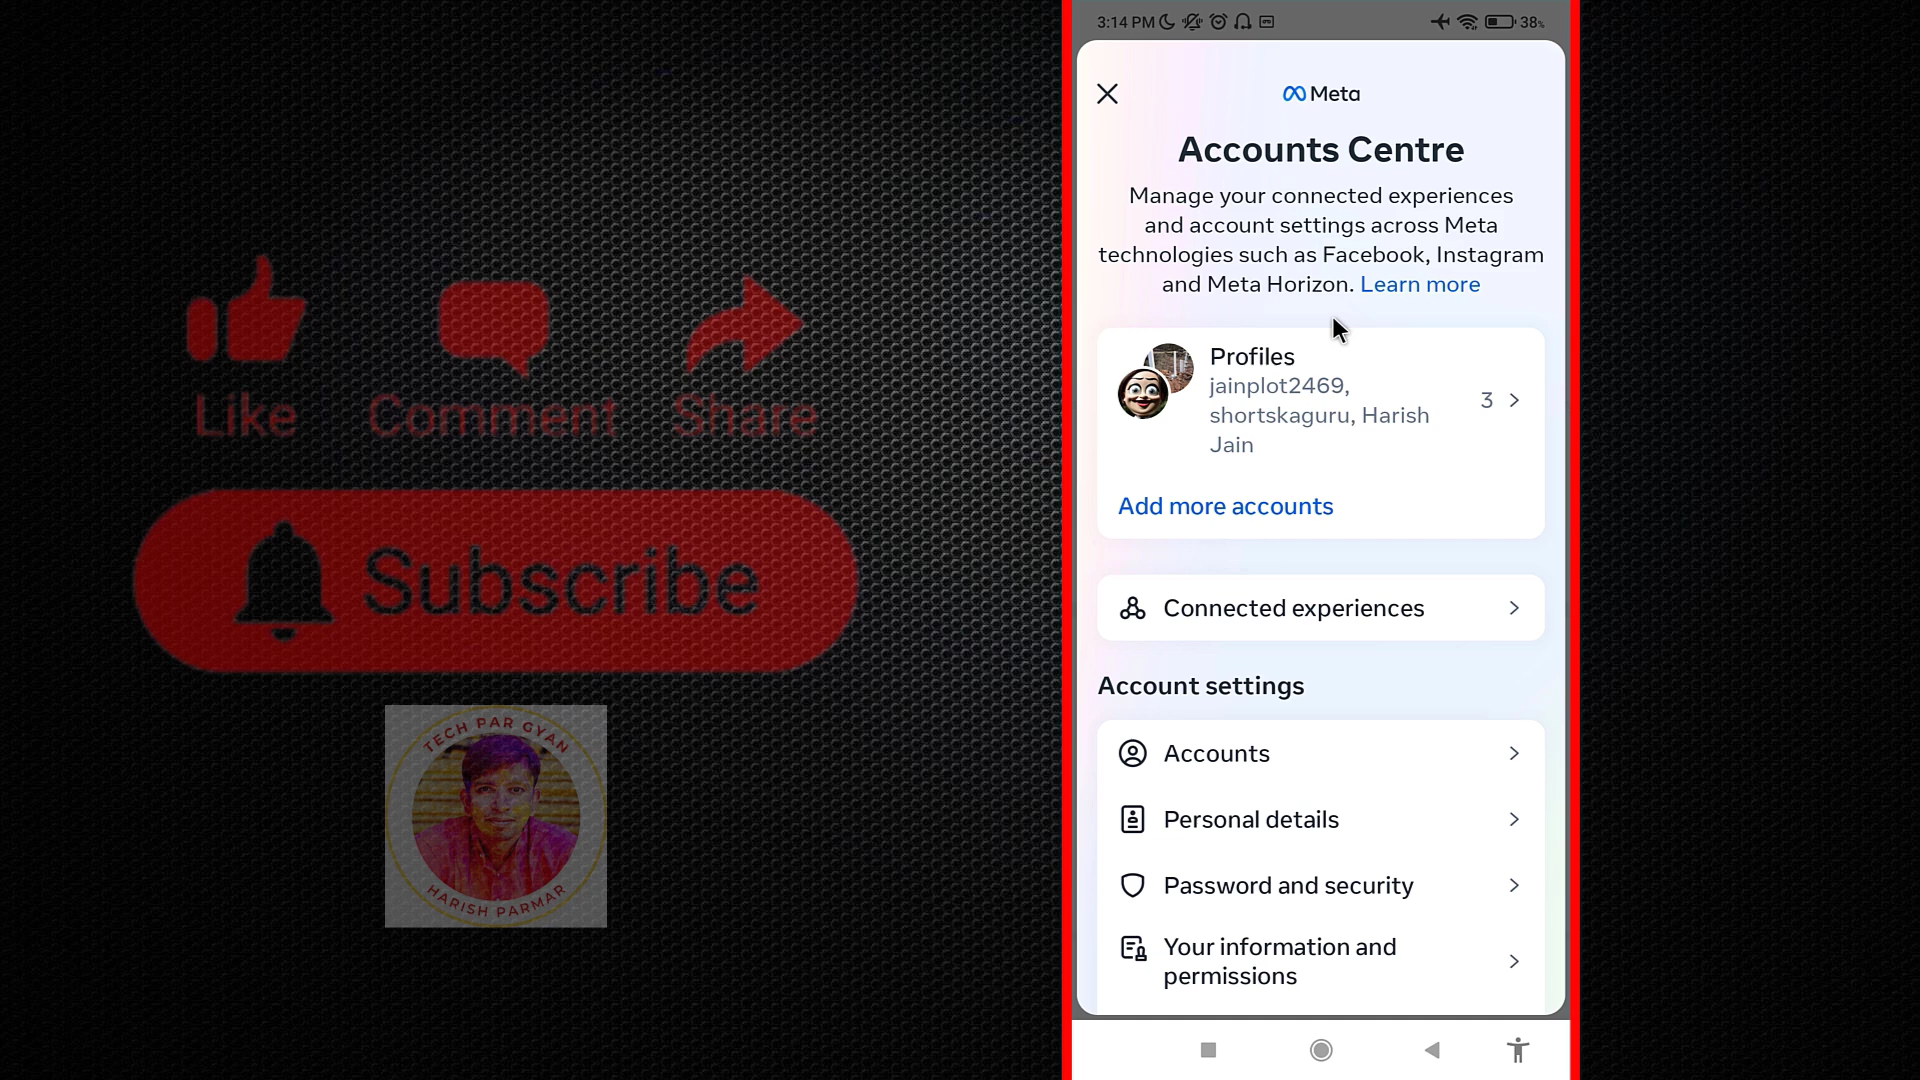 Like
Comment
Share
Subscribe
TECH PAR GYAN
HARISH PARMAR
3:14 PM
38%
Meta
Accounts Centre
Manage your connected experiences
and account settings across Meta
technologies such as Facebook, Instagram
and Meta Horizon. Learn more
Profiles
jainplot2469,
shortskaguru, Harish
Jain
3
Add more accounts
Connected experiences
Account settings
Accounts
Personal details
Password and security
Your information and
permissions